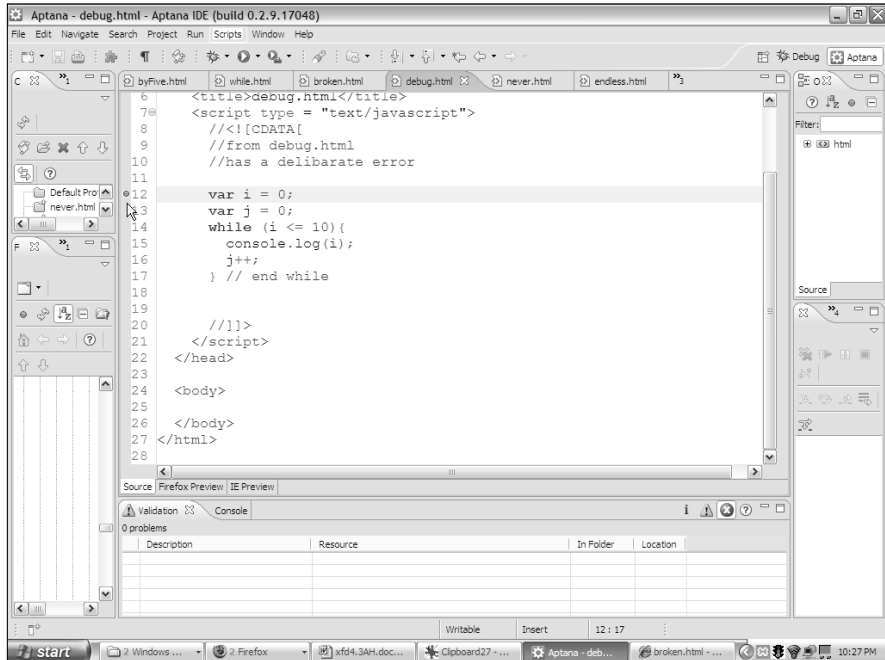 Aptana - debug.html - Aptana IDE (build 0.2.9.17048)
File Edit Navigate Search Project Run Scripts Window Help
Debug Aptana
C 1
byFive.html while.html broken.html debug.html never.html endless.html 3
6 <title>debug.html</title>
7 <script type = "text/javascript">
8 //<![CDATA[
9 //from debug.html
10 //has a delibarate error
11
12 var i = 0;
13 var j = 0;
14 while (i <= 10){
15 console.log(i);
16 j++;
17 } // end while
18
19
20 //]]>
21 </script>
22 </head>
23
24 <body>
25
26 </body>
27 </html>
28
Default Pro
never.html
F 1
Source Firefox Preview IE Preview
Validation Console
0 problems
Description Resource In Folder Location
O
Filter:
html
Source
4
Writable Insert 12 : 17
start 2 Windows ... 2 Firefox xfd4.3AH.doc... Clipboard27 - ... Aptana - deb... broken.html - ... 10:27 PM